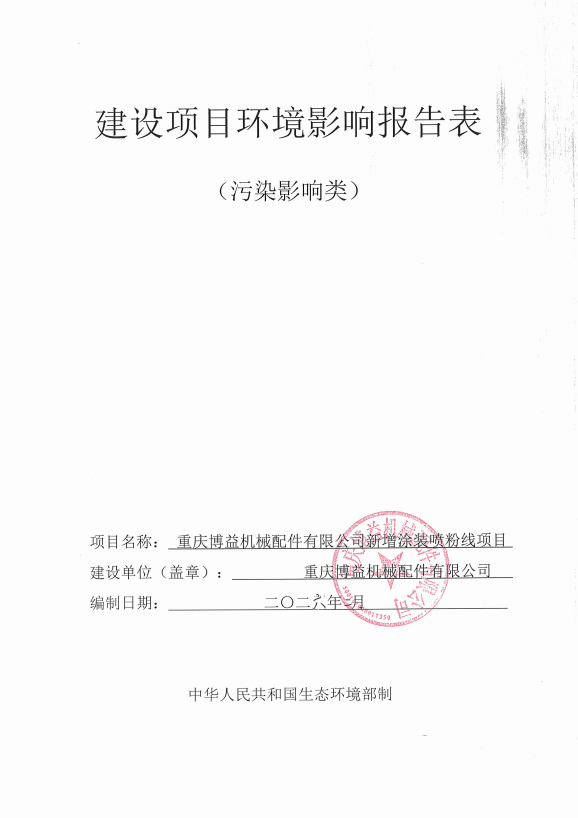 建设项目环境影响报告表
（污染影响类）
项目名称：重庆博益机械配件有限公司新增涂装喷粉线项目
建设单位（盖章）：重庆博益机械配件有限公司
编制日期：二〇二六年 月
中华人民共和国生态环境部制